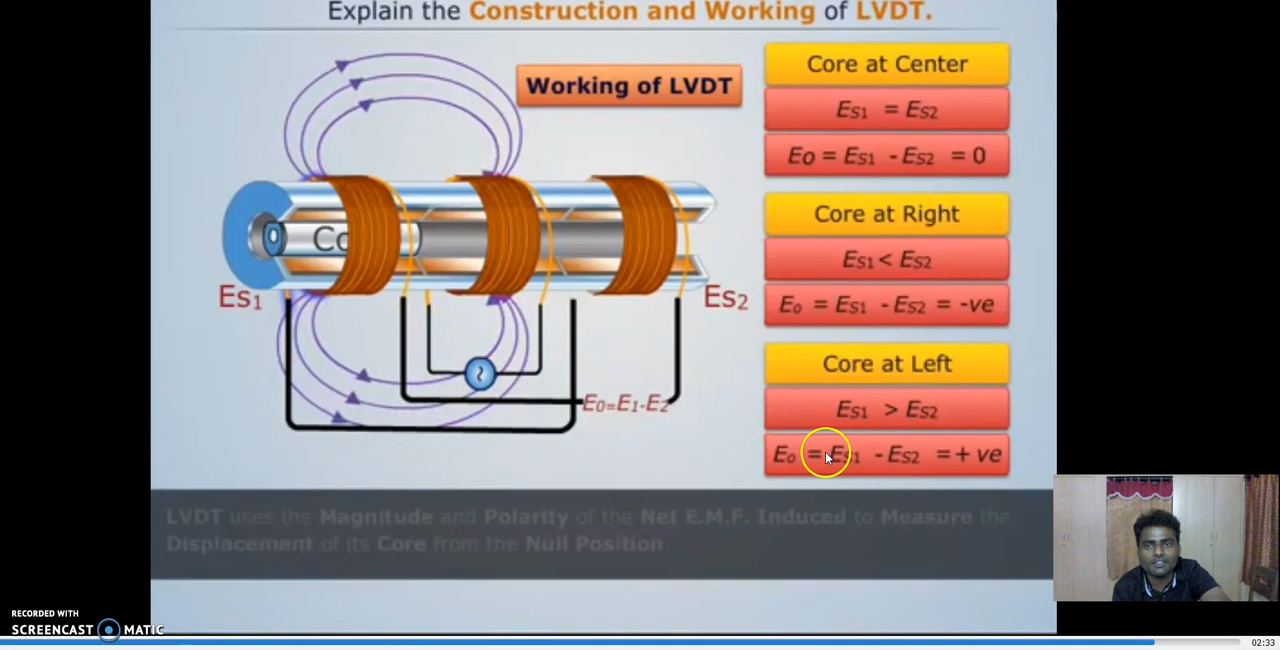 Explain the Construction and Working of LVDT.
Working of LVDT
Co
Es1
Es2
E0=E1-E2
Core at Center
ES1 = ES2
Eo = ES1 - ES2 = 0
Core at Right
ES1 < ES2
Eo = ES1 - ES2 = -ve
Core at Left
ES1 > ES2
Eo = ES1 - ES2 = + ve
LVDT uses the Magnitude and Polarity of the Net E.M.F. Induced to Measure the
Displacement of its Core from the Null Position
RECORDED WITH
SCREENCAST MATIC
02:33